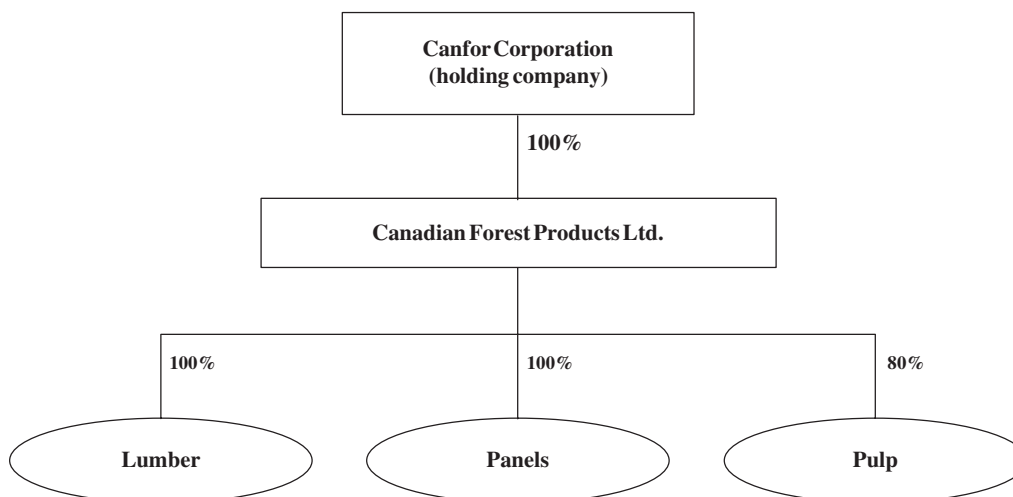 Canfor Corporation
(holding company)
100%
Canadian Forest Products Ltd.
100%
100%
80%
Lumber
Panels
Pulp